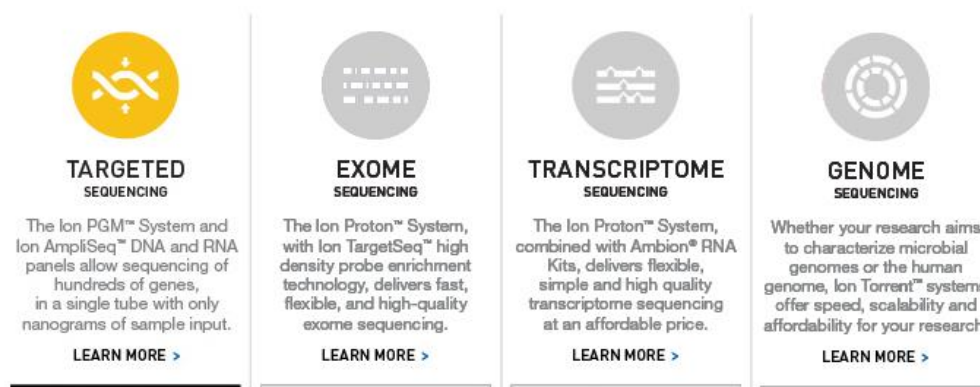 TARGETED
SEQUENCING
The Ion PGM™ System and
Ion AmpliSeq™ DNA and RNA
panels allow sequencing of
hundreds of genes,
in a single tube with only
nanograms of sample input.
LEARN MORE >
EXOME
SEQUENCING
The Ion Proton™ System,
with Ion TargetSeq™ high
density probe enrichment
technology, delivers fast,
flexible, and high-quality
exome sequencing.
LEARN MORE >
TRANSCRIPTOME
SEQUENCING
The Ion Proton™ System,
combined with Ambion® RNA
Kits, delivers flexible,
simple and high quality
transcriptome sequencing
at an affordable price.
LEARN MORE >
GENOME
SEQUENCING
Whether your research aims
to characterize microbial
genomes or the human
genome, Ion Torrent™ systems
offer speed, scalability and
affordability for your research
LEARN MORE >